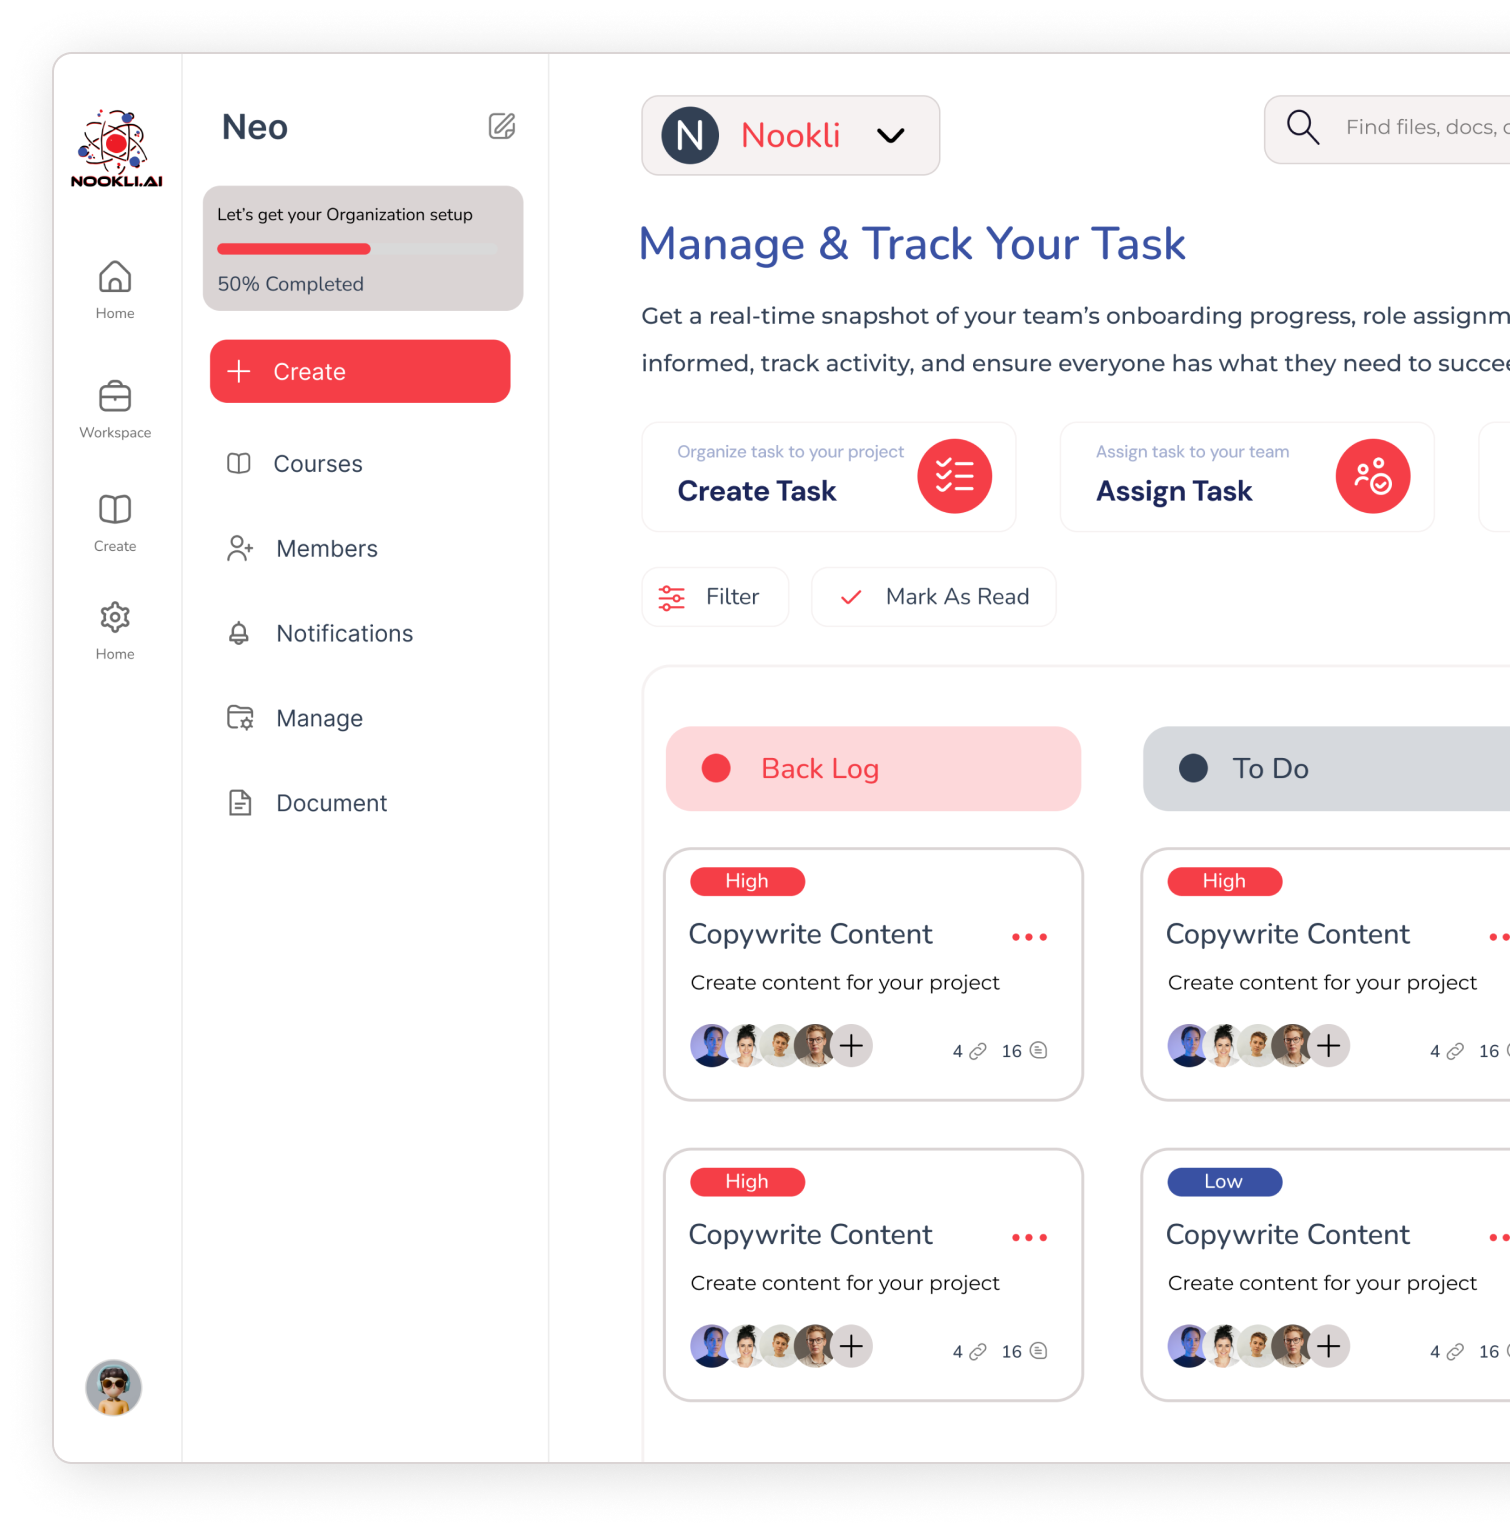 NOOKLI.AI
Home
Workspace
Create
Home
Neo
Let's get your Organization setup
50% Completed
Create
Courses
Members
Notifications
Manage
Document
N Nookli
Find files, docs,
Manage & Track Your Task
Get a real-time snapshot of your team's onboarding progress, role assignm
informed, track activity, and ensure everyone has what they need to succee
Organize task to your project
Create Task
Assign task to your team
Assign Task
Filter
Mark As Read
Back Log
High
Copywrite Content
Create content for your project
4 16
High
Copywrite Content
Create content for your project
4 16
To Do
High
Copywrite Content
Create content for your project
4 16
Low
Copywrite Content
Create content for your project
4 16